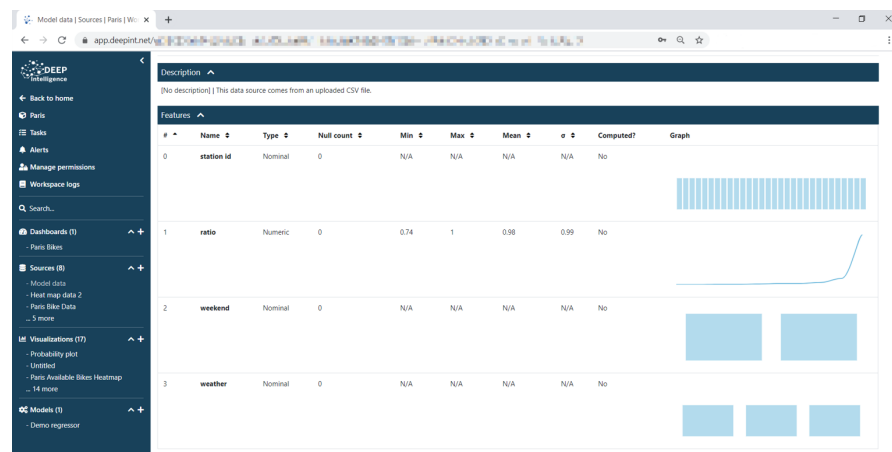 Model data | Sources | Paris | Wo
app.deepint.net/
DEEP
Intelligence
Back to home
Paris
Tasks
Alerts
Manage permissions
Workspace logs
Search...
Dashboards (1)
- Paris Bikes
Sources (8)
- Model data
- Heat map data 2
- Paris Bike Data
... 5 more
Visualizations (17)
- Probability plot
- Untitled
- Paris Available Bikes Heatmap
... 14 more
Models (1)
- Demo regressor
Description
[No description] | This data source comes from an uploaded CSV file.
Features
# Name Type Null count Min Max Mean σ Computed? Graph
0 station id Nominal 0 N/A N/A N/A N/A No
1 ratio Numeric 0 0.74 1 0.98 0.99 No
2 weekend Nominal 0 N/A N/A N/A N/A No
3 weather Nominal 0 N/A N/A N/A N/A No